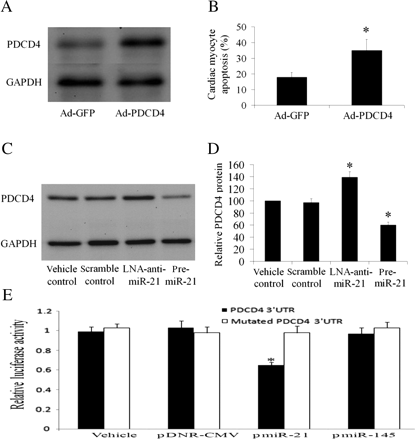 A
PDCD4
GAPDH
Ad-GFP Ad-PDCD4
B
Cardiac myocyte
apoptosis (%)
50
40
30
20
10
0
*
Ad-GFP Ad-PDCD4
C
PDCD4
GAPDH
Vehicle Scramble LNA-anti- Pre-
control control miR-21 miR-21
D
Relative PDCD4 protein
160
140
120
100
80
60
40
20
0
*
*
Vehicle Scramble LNA-anti- Pre-
control control miR-21 miR-21
E
Relative luciferase activity
1.2
1
0.8
0.6
0.4
0.2
0
PDCD4 3'UTR
Mutated PDCD4 3'UTR
*
Vehicle pDNR-CMV pmiR-21 pmiR-145